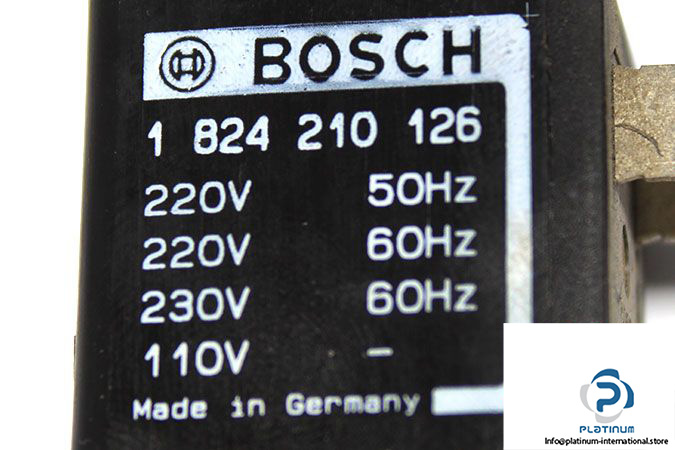 BOSCH
1 824 210 126
220V 50Hz
220V 60Hz
230V 60Hz
110V -
Made in Germany
PLATINUM
Info@platinum-international.store